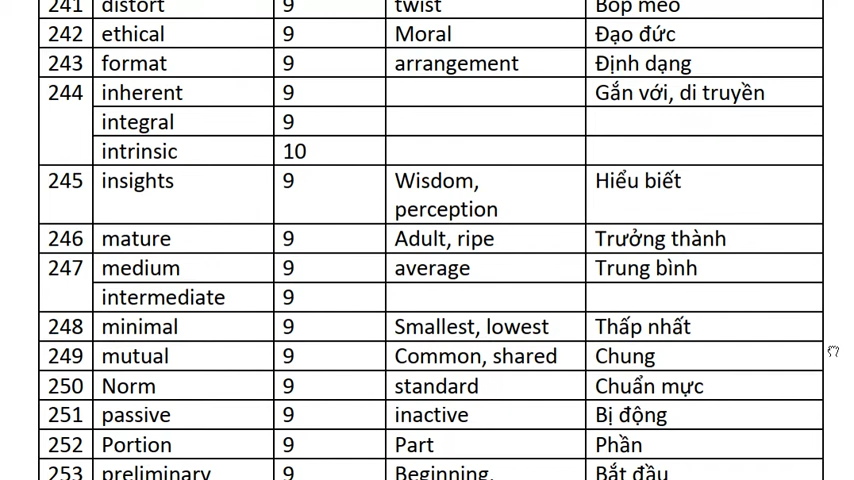 241 distort 9 twist Bóp méo
242 ethical 9 Moral Đạo đức
243 format 9 arrangement Định dạng
244 inherent 9 Gắn với, di truyền
integral 9
intrinsic 10
245 insights 9 Wisdom, Hiểu biết
perception
246 mature 9 Adult, ripe Trưởng thành
247 medium 9 average Trung bình
intermediate 9
248 minimal 9 Smallest, lowest Thấp nhất
249 mutual 9 Common, shared Chung
250 Norm 9 standard Chuẩn mực
251 passive 9 inactive Bị động
252 Portion 9 Part Phần
253 preliminary 9 Beginning, Bắt đầu